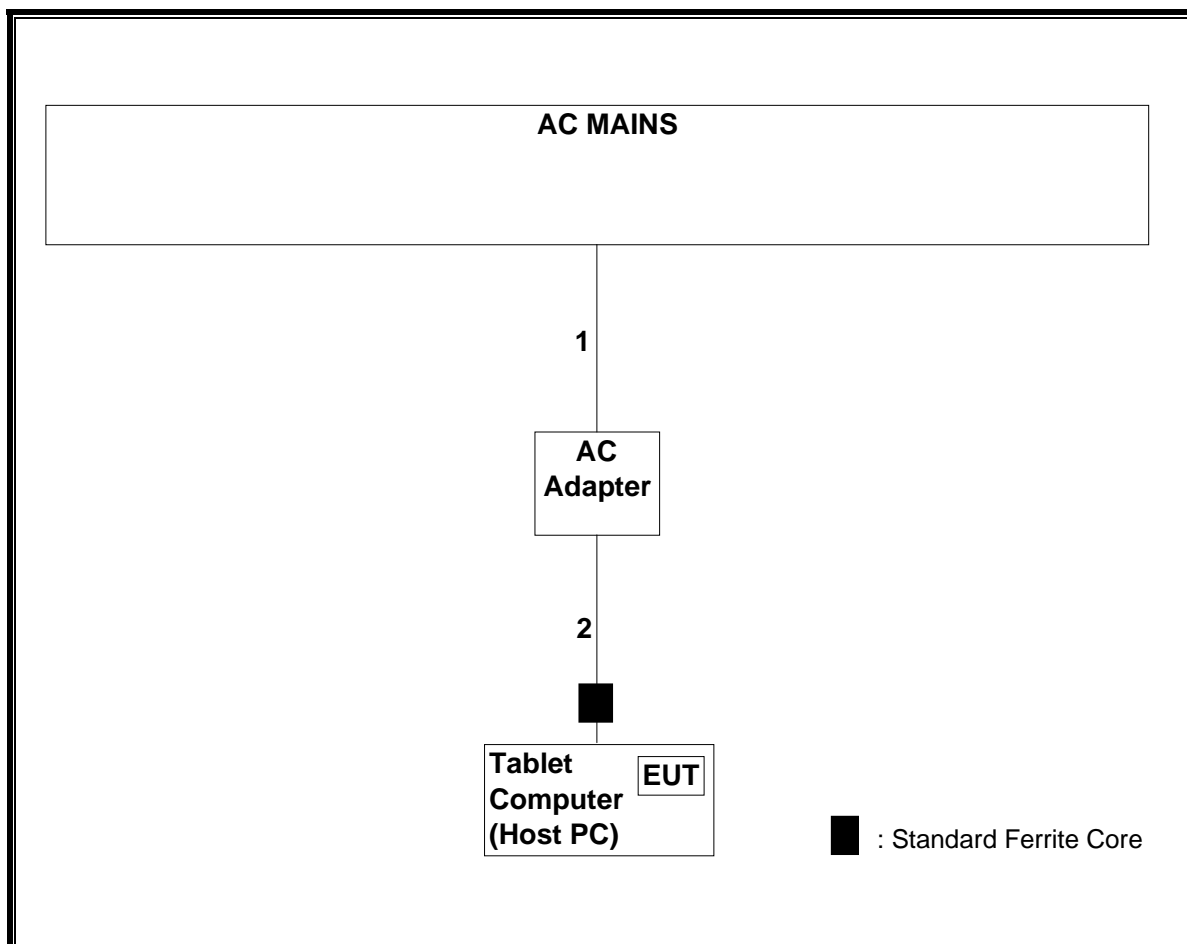 AC MAINS
1
AC
Adapter
2
Tablet
Computer
(Host PC)
EUT
: Standard Ferrite Core